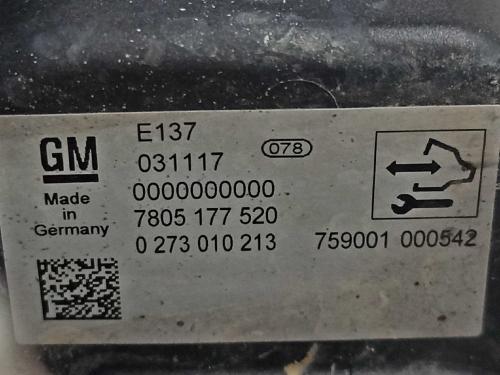 GM
Made
in
Germany
E137
031117
078
0000000000
7805 177 520
0 273 010 213
759001 000542